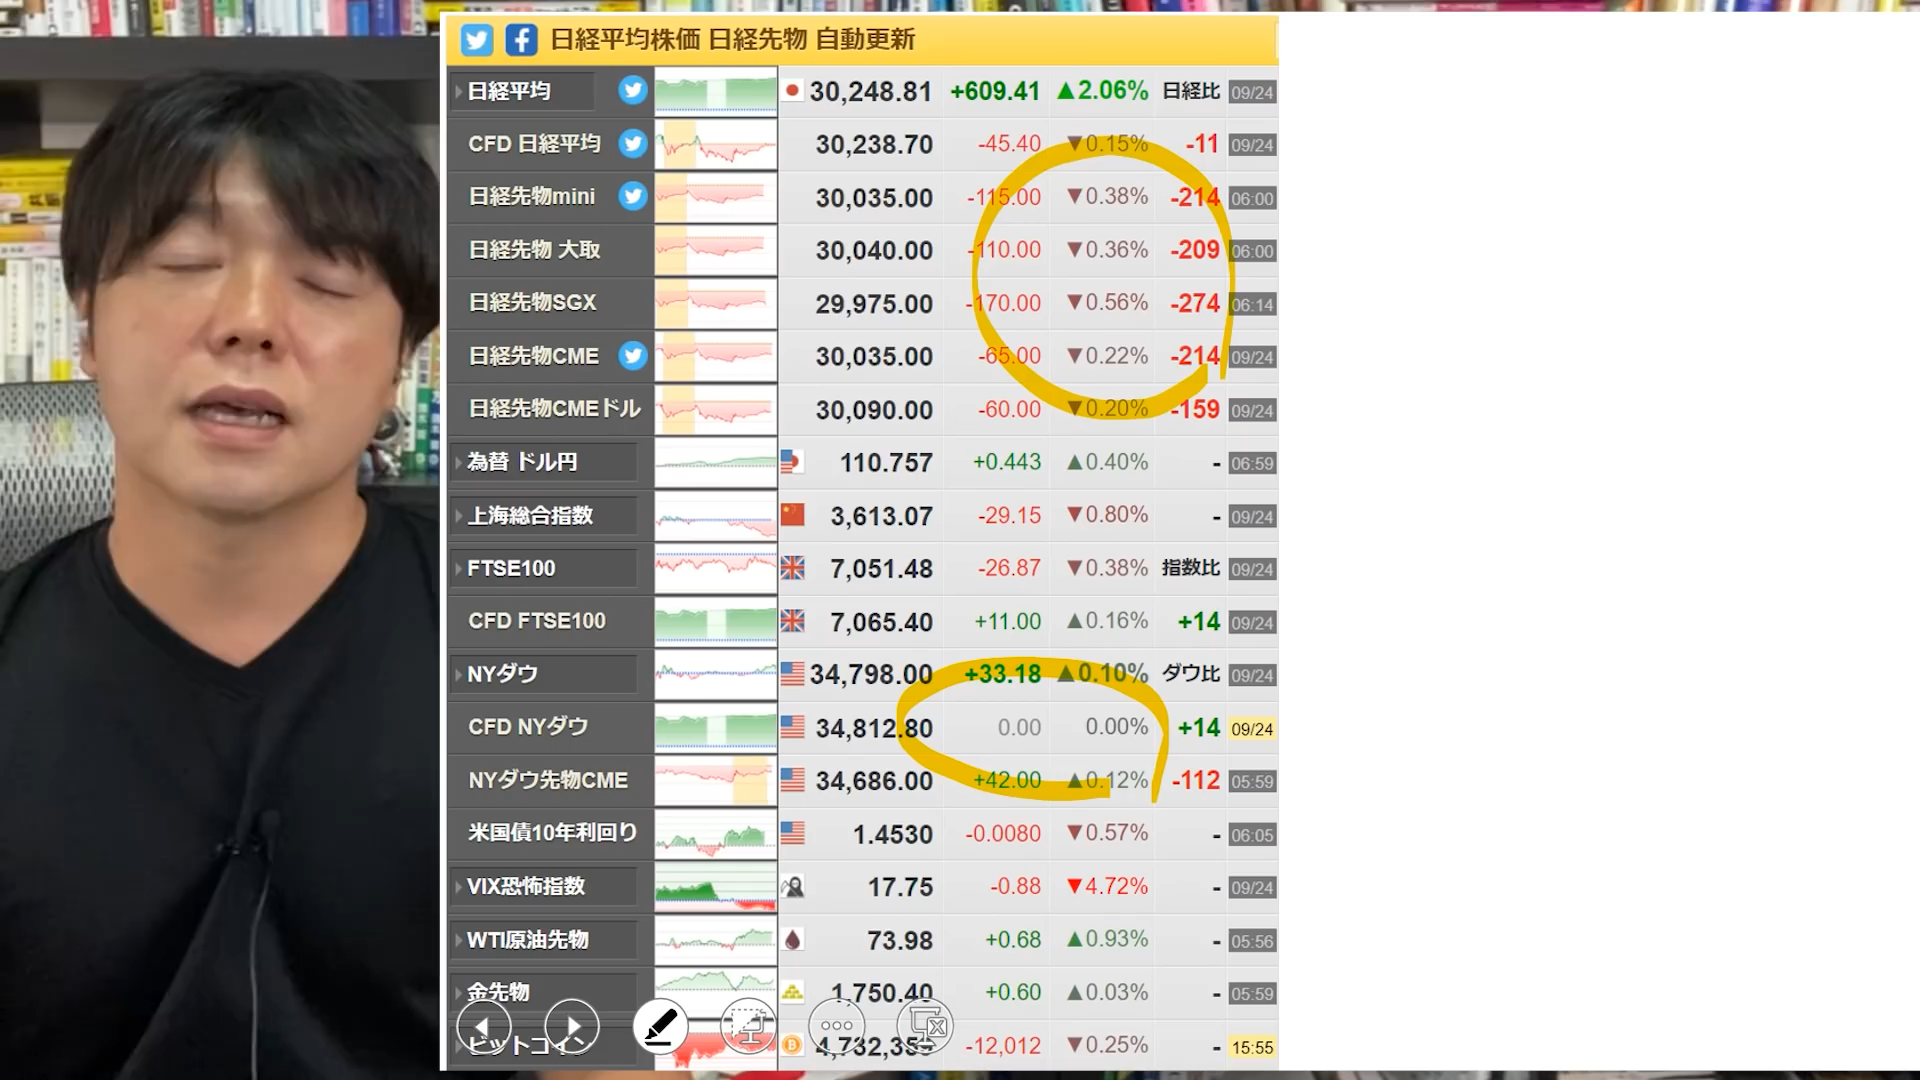 日経平均株価 日経先物 自動更新
日経平均 30,248.81 +609.41 ▲2.06% 日経比 09/24
CFD 日経平均 30,238.70 -45.40 ▼0.15% -11 09/24
日経先物mini 30,035.00 -115.00 ▼0.38% -214 06:00
日経先物 大取 30,040.00 -110.00 ▼0.36% -209 06:00
日経先物SGX 29,975.00 -170.00 ▼0.56% -274 06:14
日経先物CME 30,035.00 -65.00 ▼0.22% -214 09/24
日経先物CMEドル 30,090.00 -60.00 ▼0.20% -159 09/24
為替 ドル円 110.757 +0.443 ▲0.40% - 06:59
上海総合指数 3,613.07 -29.15 ▼0.80% - 09/24
FTSE100 7,051.48 -26.87 ▼0.38% 指数比 09/24
CFD FTSE100 7,065.40 +11.00 ▲0.16% +14 09/24
NYダウ 34,798.00 +33.18 ▲0.10% ダウ比 09/24
CFD NYダウ 34,812.80 0.00 0.00% +14 09/24
NYダウ先物CME 34,686.00 +42.00 ▲0.12% -112 05:59
米国債10年利回り 1.4530 -0.0080 ▼0.57% - 06:05
VIX恐怖指数 17.75 -0.88 ▼4.72% - 09/24
WTI原油先物 73.98 +0.68 ▲0.93% - 05:56
金先物 1,750.40 +0.60 ▲0.03% - 05:59
ビットコイン -12,012 ▼0.25% - 15:55